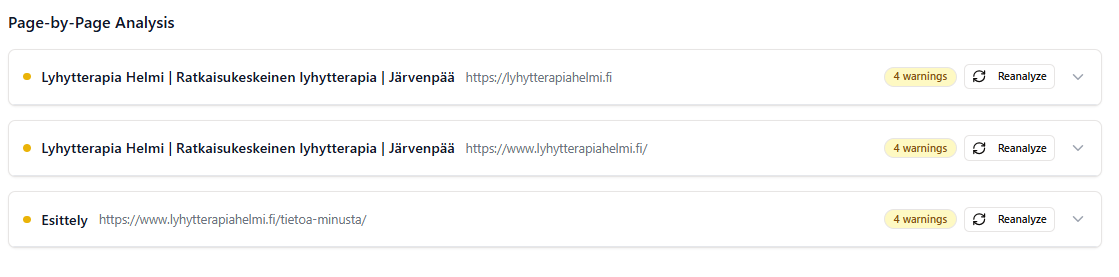 Page-by-Page Analysis
Lyhytterapia Helmi | Ratkaisukeskeinen lyhytterapia | Järvenpää https://lyhytterapiahelmi.fi 4 warnings Reanalyze
Lyhytterapia Helmi | Ratkaisukeskeinen lyhytterapia | Järvenpää https://www.lyhytterapiahelmi.fi/ 4 warnings Reanalyze
Esittely https://www.lyhytterapiahelmi.fi/tietoa-minusta/ 4 warnings Reanalyze